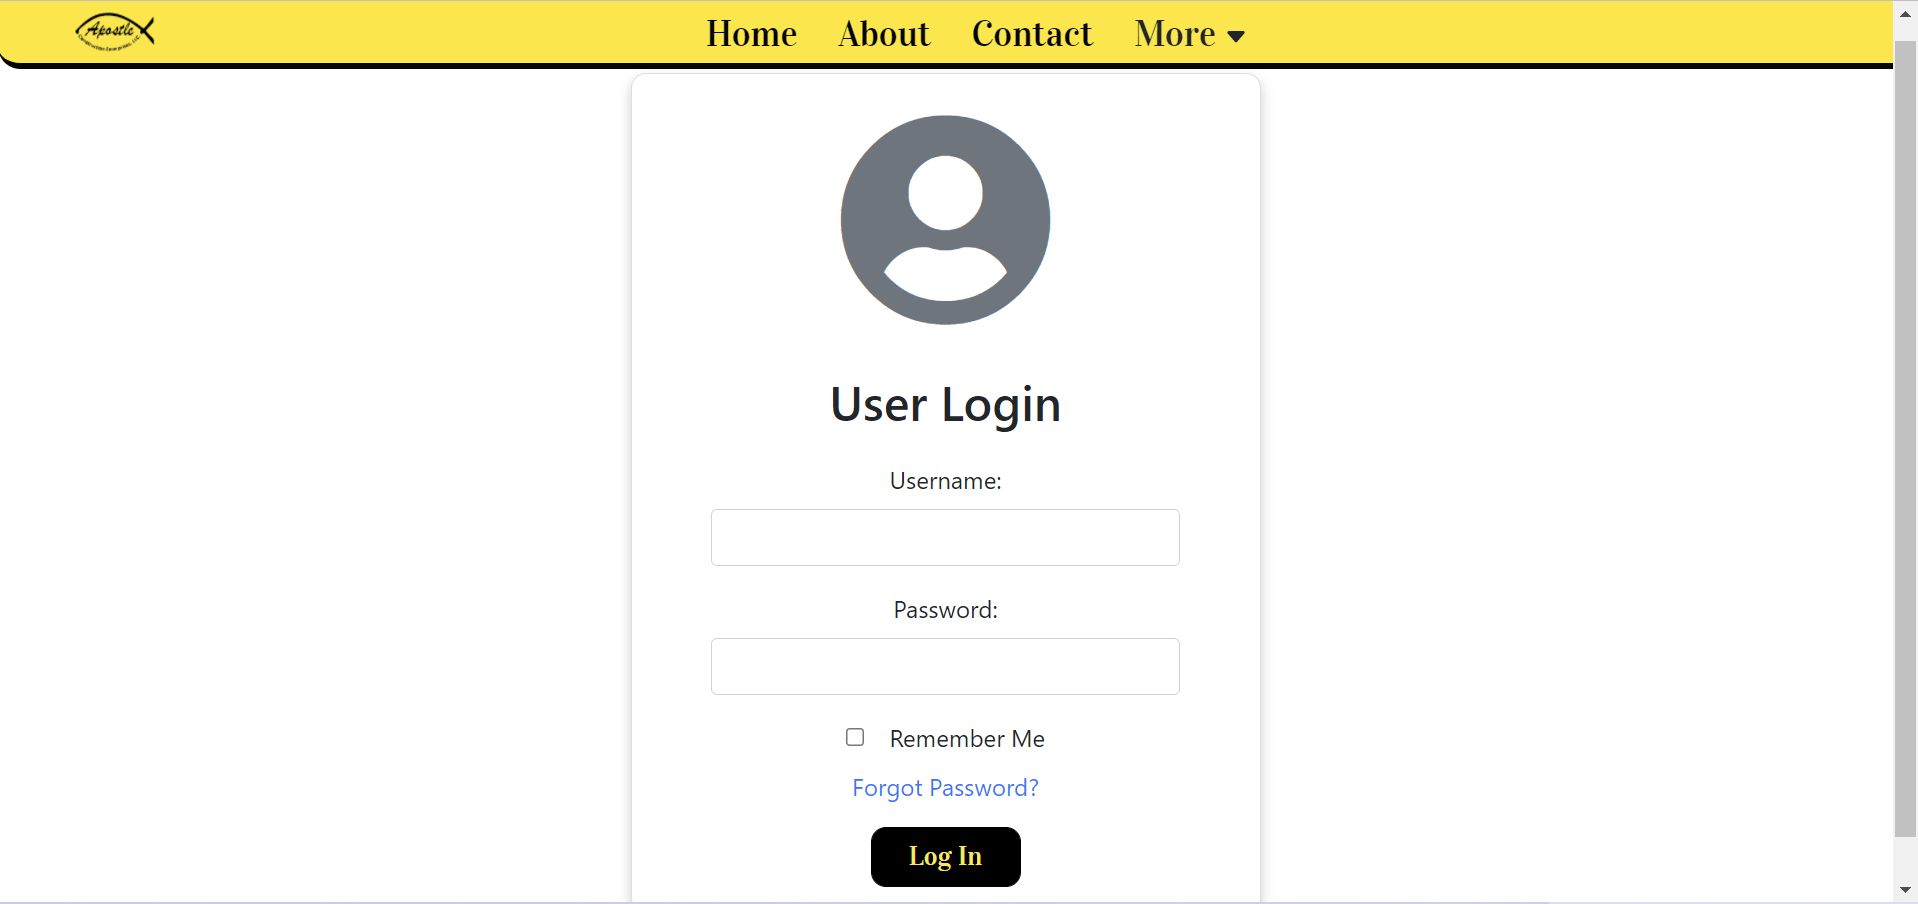 Apostle
Home About Contact More
User Login
Username:
Password:
Remember Me
Forgot Password?
Log In